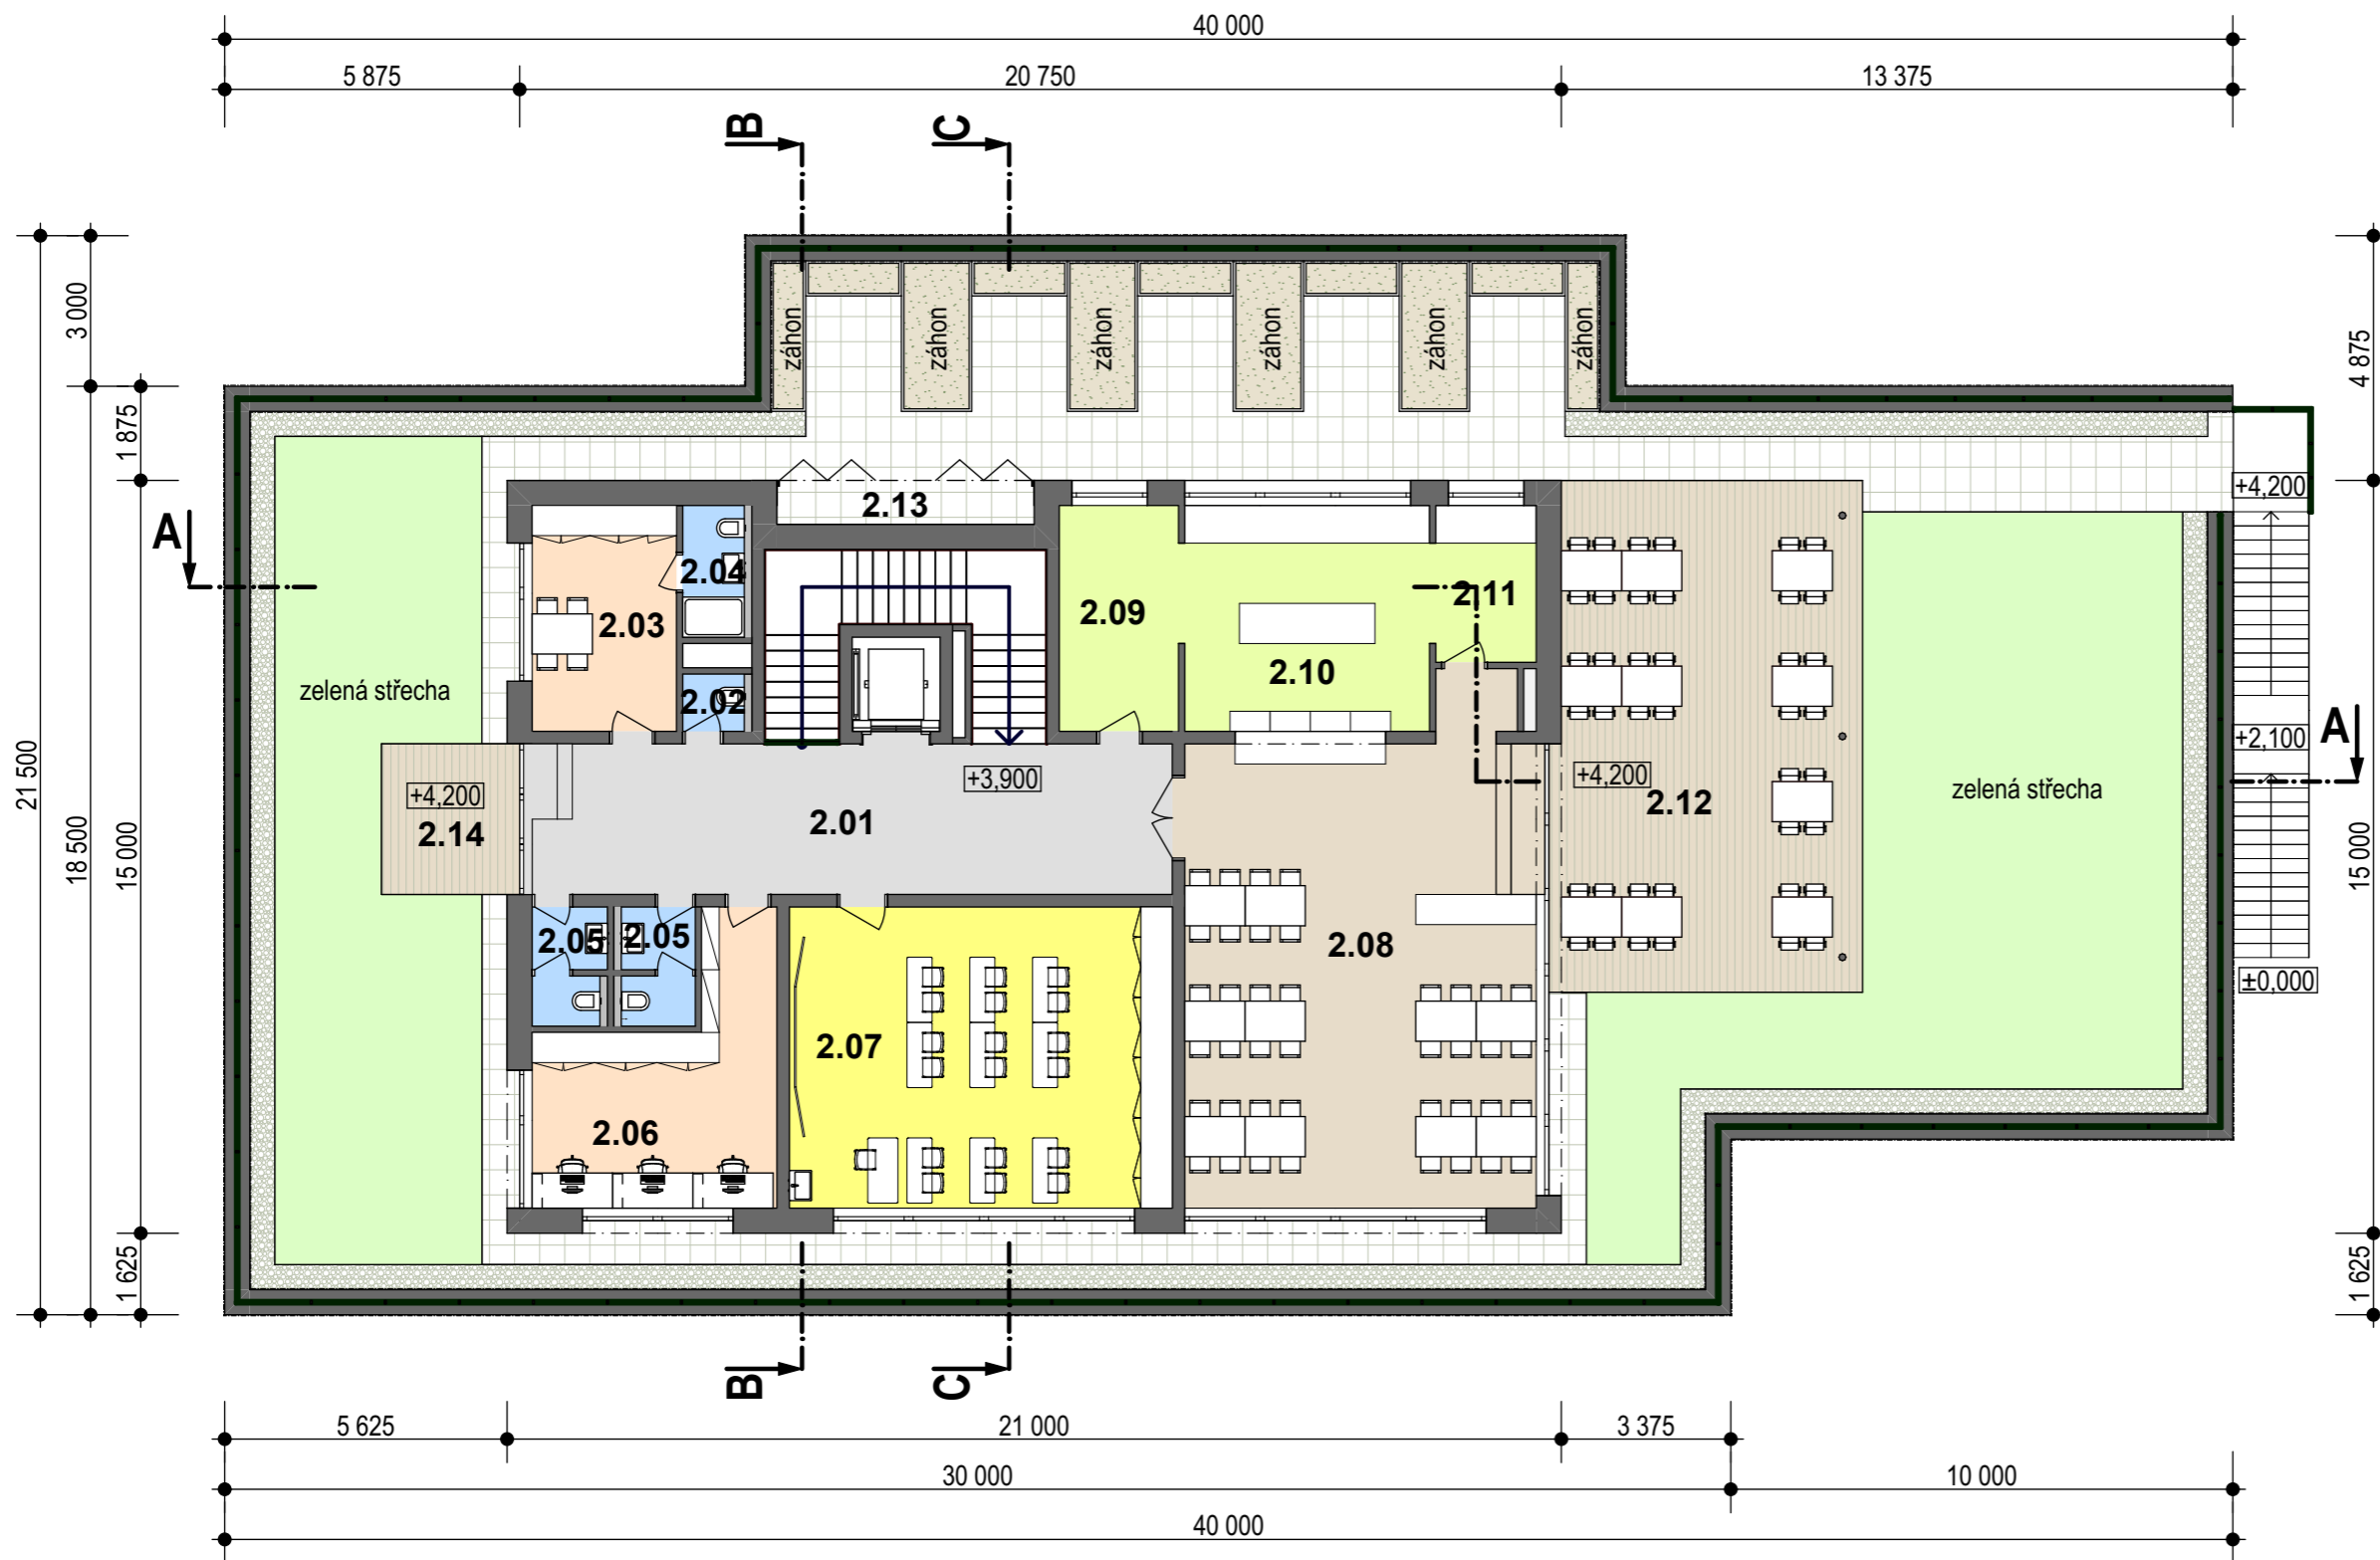 40 000
5 875
20 750
13 375
B
C
3 000
4 875
záhon
záhon
záhon
záhon
záhon
záhon
1 875
+4,200
2.13
A
2.04
2.11
2.09
2.03
2.10
2.02
zelená střecha
+2,100
A
+3,900
+4,200
+4,200
zelená střecha
2.12
2.14
2.01
21 500
18 500
15 000
15 000
2.05
2.05
2.08
±0,000
2.07
2.06
1 625
1 625
B
C
5 625
21 000
3 375
30 000
10 000
40 000